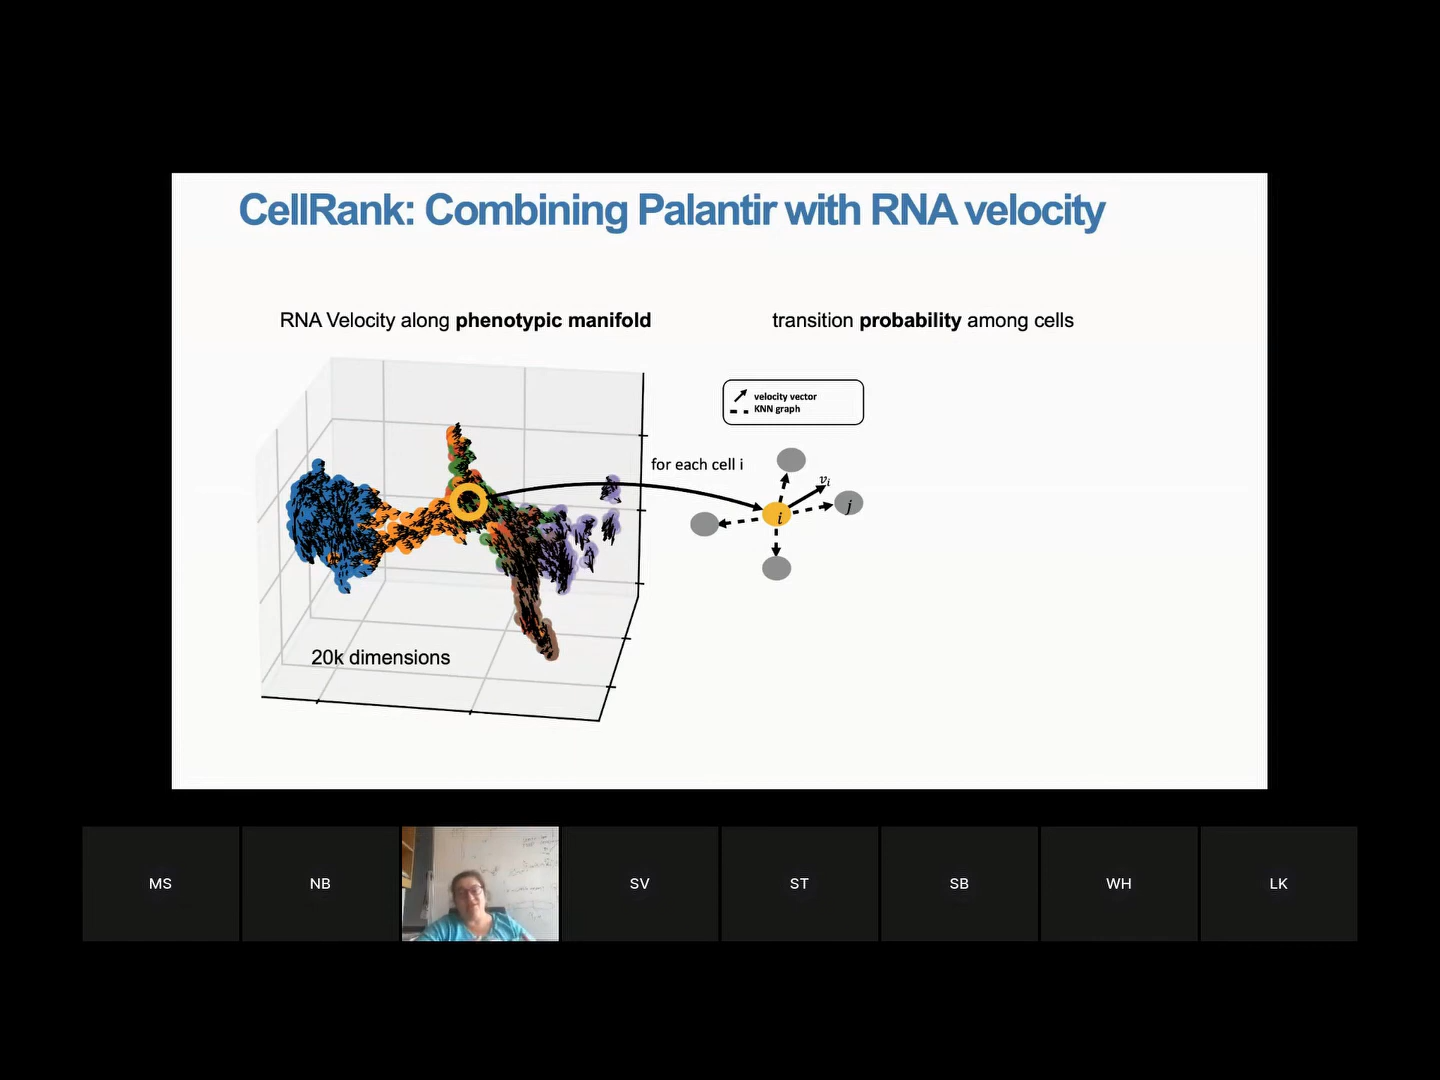 CellRank: Combining Palantir with RNA velocity
RNA Velocity along phenotypic manifold
transition probability among cells
velocity vector
KNN graph
for each cell i
vi
i
j
20k dimensions
MS
NB
SV
ST
SB
WH
LK